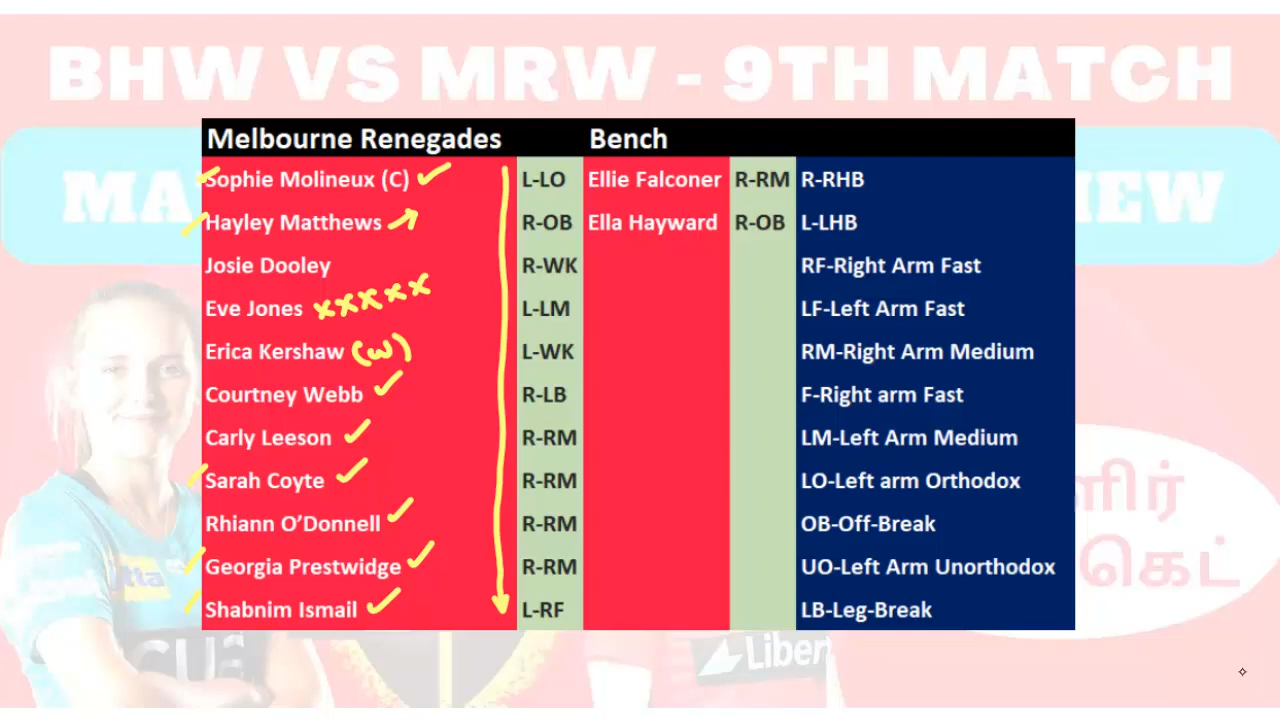 BHW VS MRW - 9TH MATCH
Melbourne Renegades Bench
Sophie Molineux (C) L-LO Ellie Falconer R-RM R-RHB
Hayley Matthews R-OB Ella Hayward R-OB L-LHB
Josie Dooley R-WK RF-Right Arm Fast
Eve Jones xxxxx L-LM LF-Left Arm Fast
Erica Kershaw (w) L-WK RM-Right Arm Medium
Courtney Webb R-LB F-Right arm Fast
Carly Leeson R-RM LM-Left Arm Medium
Sarah Coyte R-RM LO-Left arm Orthodox
Rhiann O’Donnell R-RM OB-Off-Break
Georgia Prestwidge R-RM UO-Left Arm Unorthodox
Shabnim Ismail L-RF LB-Leg-Break